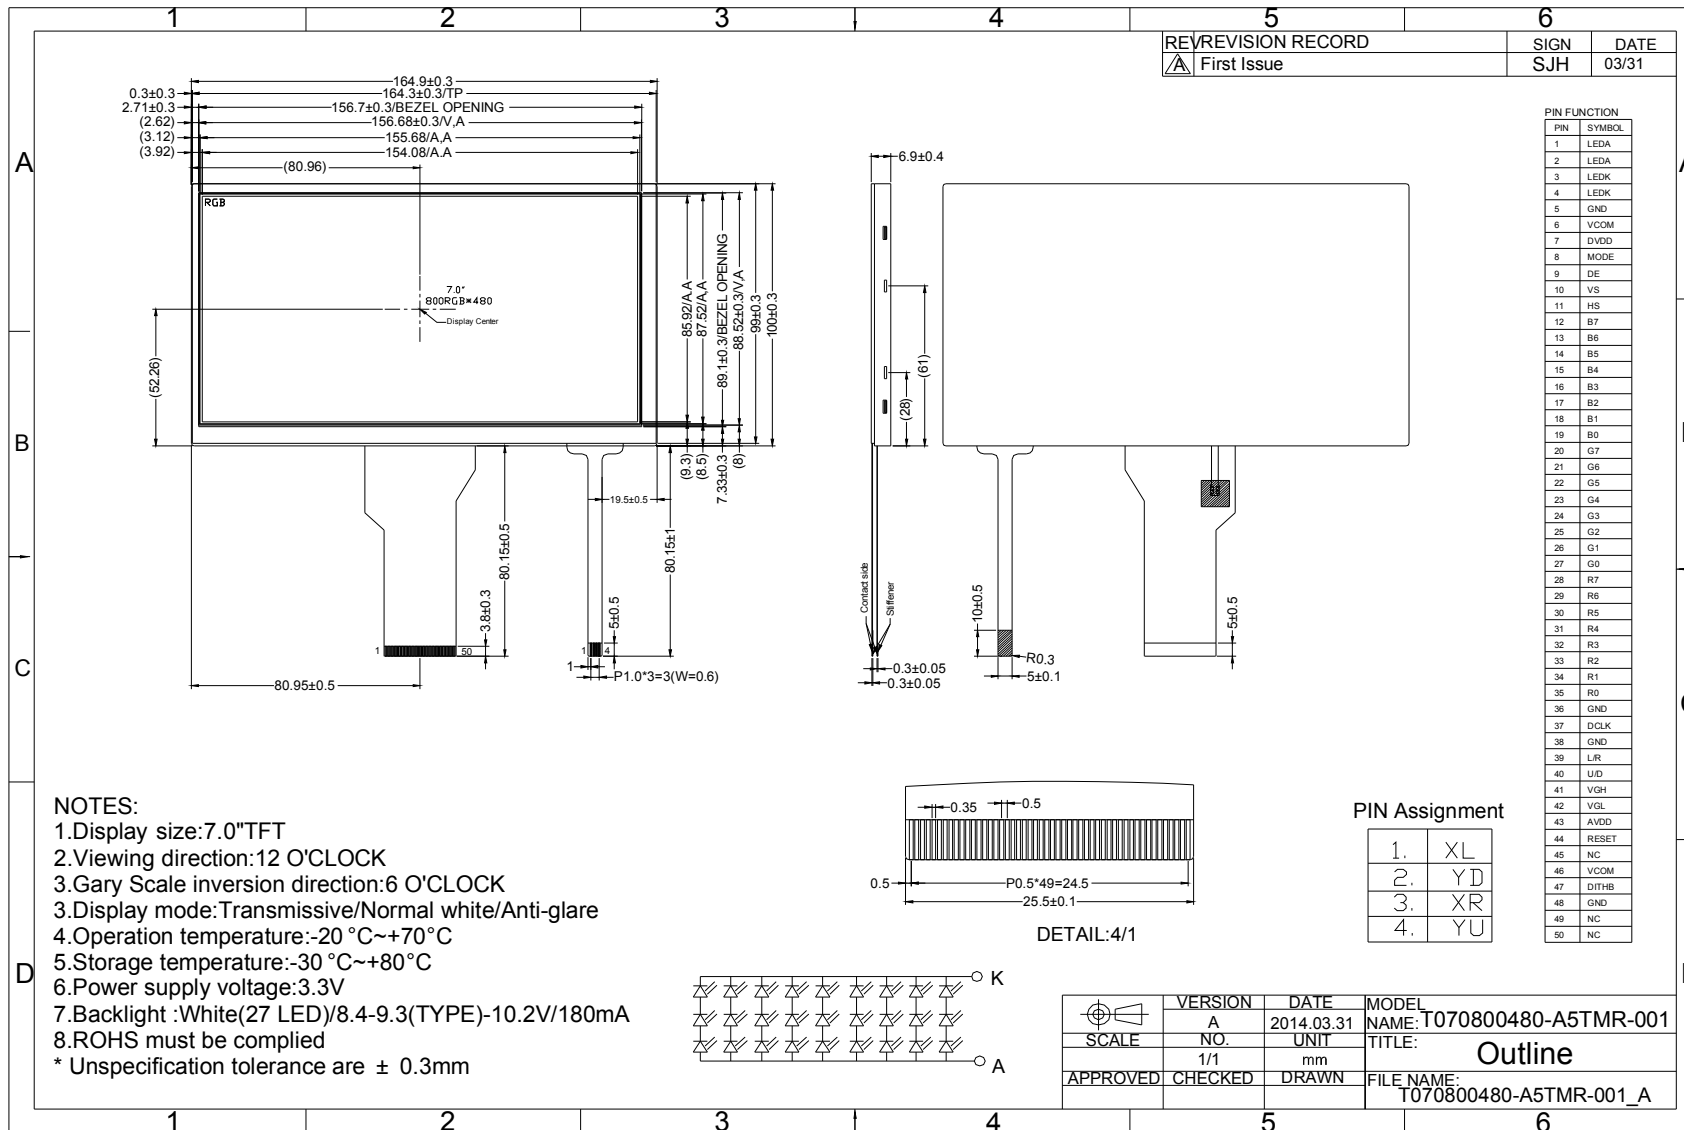 1 2 3 4 5 6
REV REVISION RECORD SIGN DATE
A First Issue SJH 03/31
164.9±0.3
0.3±0.3 164.3±0.3/TP
2.71±0.3 156.7±0.3/BEZEL OPENING
(2.62) 156.68±0.3/V,A
(3.12) 155.68/A,A
(3.92) 154.08/A.A
(80.96)
A
RGB
7.0"
800RGB*480
Display Center
(52.26)
85.92/A.A
87.52/A,A
89.1±0.3/BEZEL OPENING
88.52±0.3/V,A
99±0.3
100±0.3
B
(9.3)
(8.5)
7.33±0.3
(8)
19.5±0.5
80.15±0.5
80.15±1
3.8±0.3
5±0.5
1 50
1 4
1
P1.0*3=3(W=0.6)
80.95±0.5
C
6.9±0.4
(61)
(28)
Contact side
Stiffener
0.3±0.05
0.3±0.05
10±0.5
R0.3
5±0.1
5±0.5
PIN FUNCTION
PIN SYMBOL
1 LEDA
2 LEDA
3 LEDK
4 LEDK
5 GND
6 VCOM
7 DVDD
8 MODE
9 DE
10 VS
11 HS
12 B7
13 B6
14 B5
15 B4
16 B3
17 B2
18 B1
19 B0
20 G7
21 G6
22 G5
23 G4
24 G3
25 G2
26 G1
27 G0
28 R7
29 R6
30 R5
31 R4
32 R3
33 R2
34 R1
35 R0
36 GND
37 DCLK
38 GND
39 L/R
40 U/D
41 VGH
42 VGL
43 AVDD
44 RESET
45 NC
46 VCOM
47 DITHB
48 GND
49 NC
50 NC
NOTES:
1.Display size:7.0"TFT
2.Viewing direction:12 O'CLOCK
3.Gary Scale inversion direction:6 O'CLOCK
3.Display mode:Transmissive/Normal white/Anti-glare
4.Operation temperature:-20 °C~+70°C
5.Storage temperature:-30 °C~+80°C
6.Power supply voltage:3.3V
7.Backlight :White(27 LED)/8.4-9.3(TYPE)-10.2V/180mA
8.ROHS must be complied
* Unspecification tolerance are ± 0.3mm
D
0.35 0.5
0.5 P0.5*49=24.5
25.5±0.1
DETAIL:4/1
K
A
PIN Assignment
1. XL
2. YD
3. XR
4. YU
VERSION DATE MODEL
A 2014.03.31 NAME: T070800480-A5TMR-001
SCALE NO. UNIT TITLE:
1/1 mm Outline
APPROVED CHECKED DRAWN FILE NAME:
T070800480-A5TMR-001_A
1 2 3 4 5 6